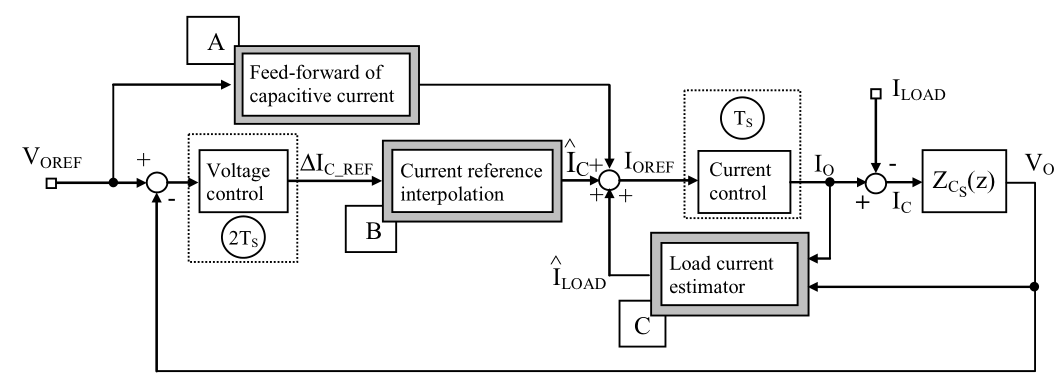 A
Feed-forward of
capacitive current
T_S
I_LOAD
V_OREF
+
-
Voltage
control
2T_S
ΔI_C_REF
Current reference
interpolation
B
Î_C
+
+
+
I_OREF
Current
control
I_O
-
+
I_C
Z_C_S(z)
V_O
Î_LOAD
Load current
estimator
C